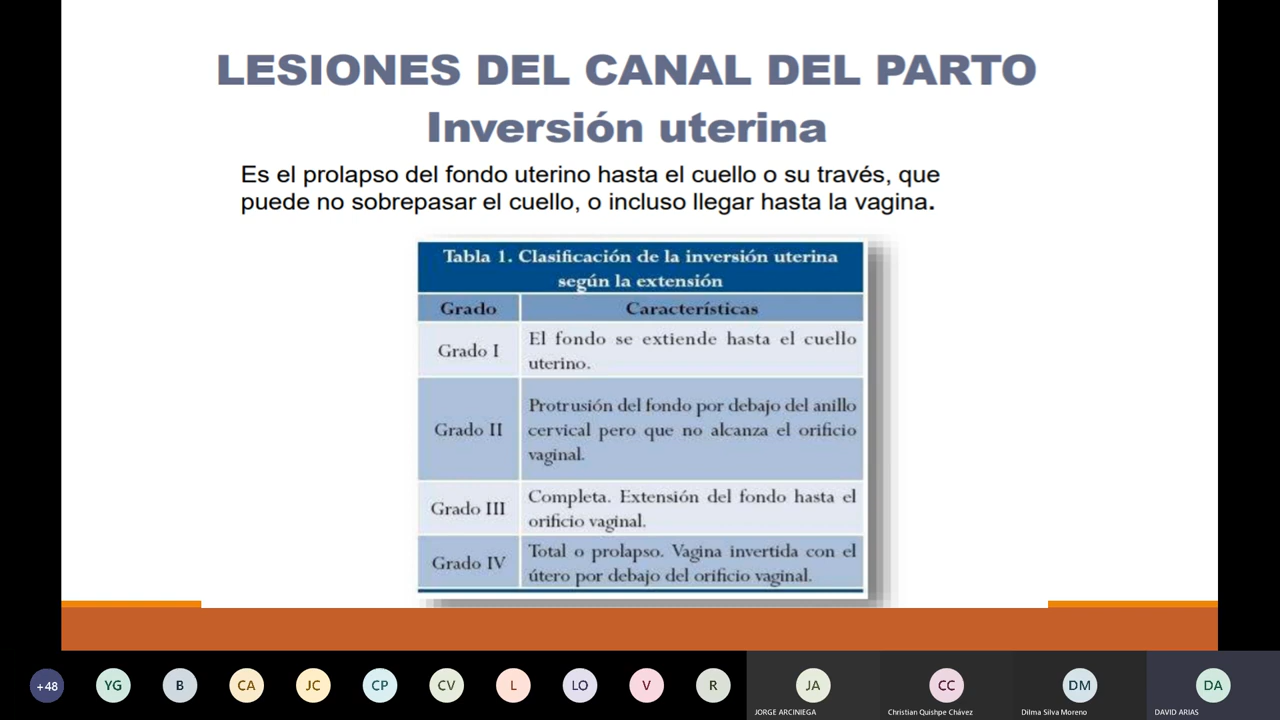 LESIONES DEL CANAL DEL PARTO
Inversión uterina
Es el prolapso del fondo uterino hasta el cuello o su través, que
puede no sobrepasar el cuello, o incluso llegar hasta la vagina.
Tabla 1. Clasificación de la inversión uterina
según la extensión
Grado Características
Grado I
El fondo se extiende hasta el cuello
uterino.
Grado II
Protrusión del fondo por debajo del anillo
cervical pero que no alcanza el orificio
vaginal.
Grado III
Completa. Extensión del fondo hasta el
orificio vaginal.
Grado IV
Total o prolapso. Vagina invertida con el
útero por debajo del orificio vaginal.
+48 YG B CA JC CP CV L LO V R JA CC DM DA
JORGE ARCINIEGA Christian Quishpe Chávez Dilma Silva Moreno DAVID ARIAS